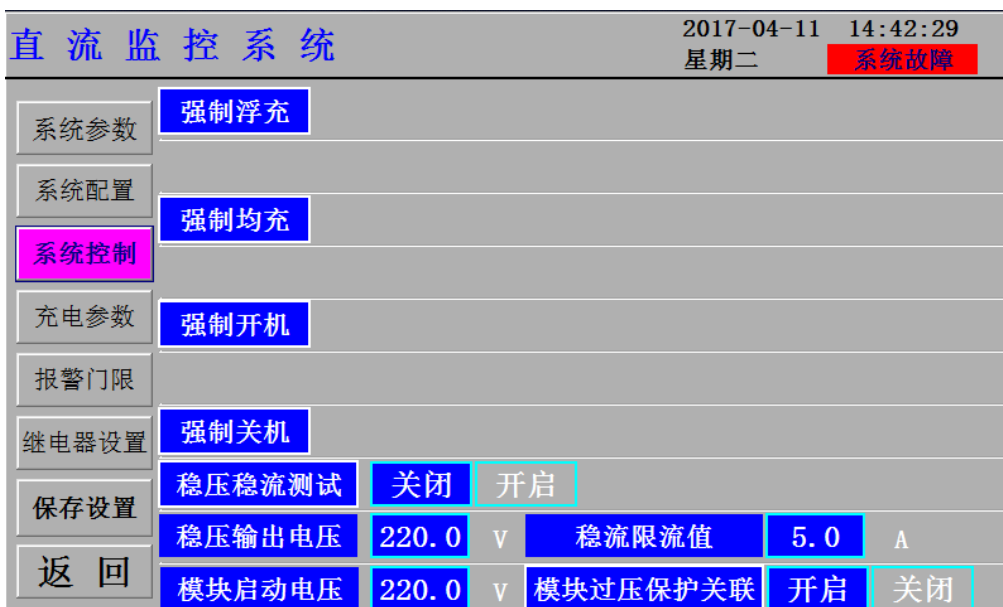 直流监控系统
2017-04-11 14:42:29
星期二 系统故障
系统参数
系统配置
系统控制
充电参数
报警门限
继电器设置
保存设置
返回
强制浮充
强制均充
强制开机
强制关机
稳压稳流测试 关闭 开启
稳压输出电压 220.0 V 稳流限流值 5.0 A
模块启动电压 220.0 V 模块过压保护关联 开启 关闭